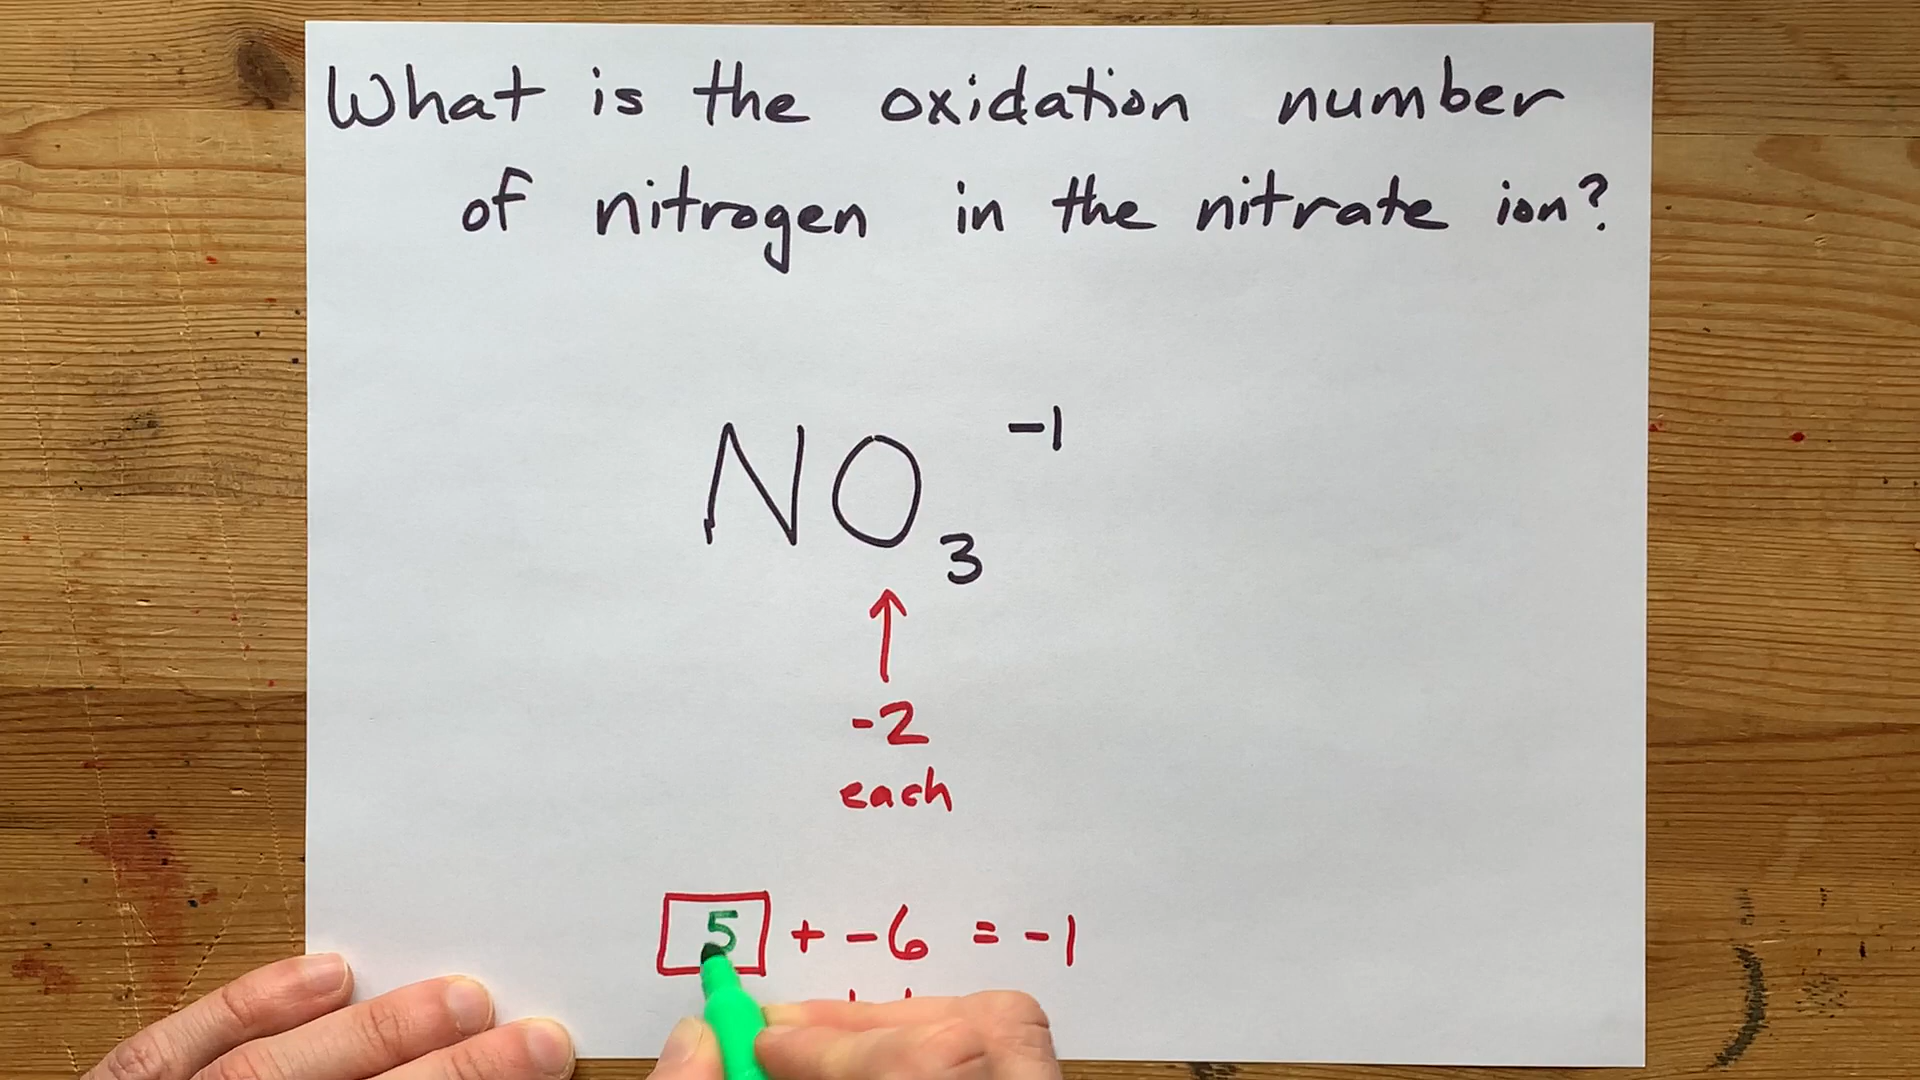 What is the oxidation number
of nitrogen in the nitrate ion?
NO₃⁻¹
-2
each
5 + -6 = -1